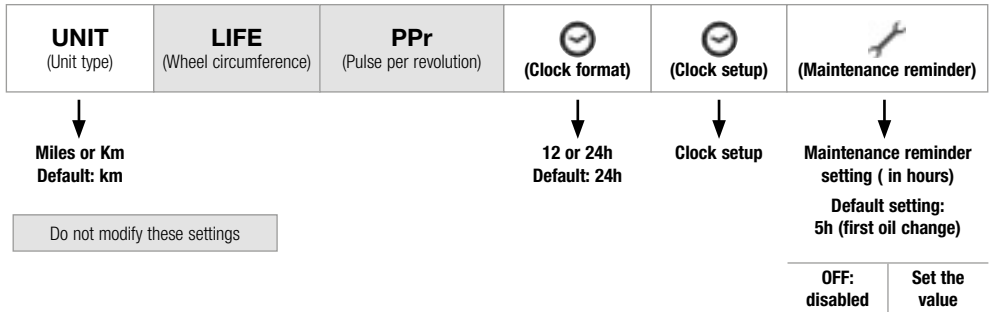 UNIT
(Unit type)
LIFE
(Wheel circumference)
PPr
(Pulse per revolution)
(Clock format)
(Clock setup)
(Maintenance reminder)
Miles or Km
Default: km
12 or 24h
Default: 24h
Clock setup
Maintenance reminder
setting ( in hours)
Default setting:
5h (first oil change)
Do not modify these settings
OFF:
disabled
Set the
value